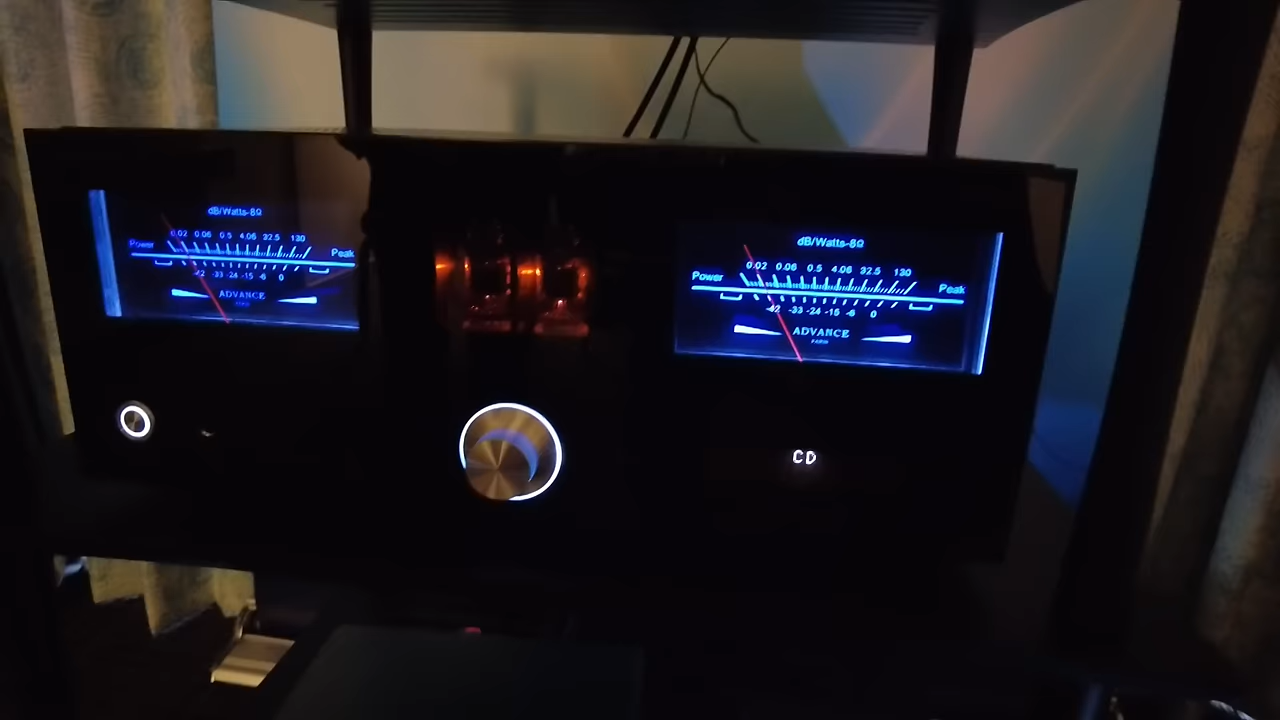 dB/Watts-8Ω
0.02 0.06 0.5 4.06 32.5 130
Power Peak
-42 -33 -24 -15 -6 0
ADVANCE
PARIS
dB/Watts-8Ω
0.02 0.06 0.5 4.06 32.5 130
Power Peak
-42 -33 -24 -15 -6 0
ADVANCE
PARIS
CD